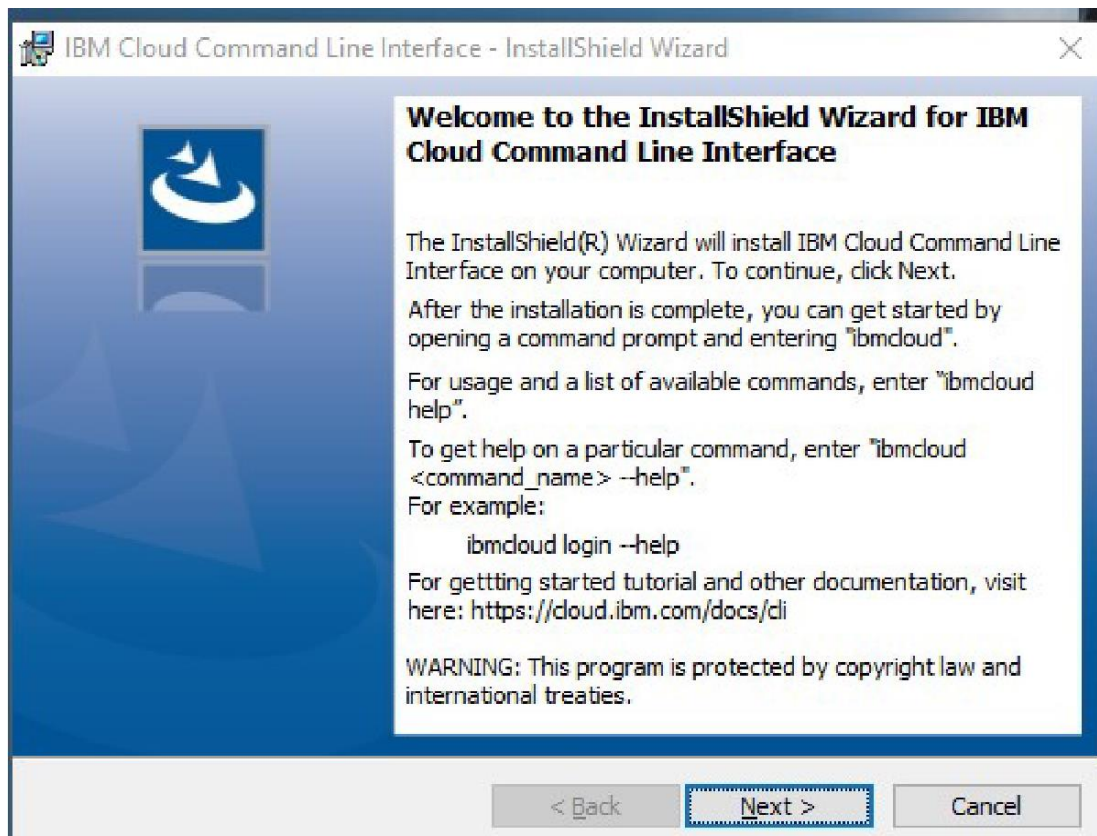 IBM Cloud Command Line Interface - InstallShield Wizard
Welcome to the InstallShield Wizard for IBM
Cloud Command Line Interface
The InstallShield(R) Wizard will install IBM Cloud Command Line
Interface on your computer. To continue, click Next.
After the installation is complete, you can get started by
opening a command prompt and entering "ibmcloud".
For usage and a list of available commands, enter "ibmcloud
help".
To get help on a particular command, enter "ibmcloud
<command_name> --help".
For example:
ibmcloud login --help
For gettting started tutorial and other documentation, visit
here: https://cloud.ibm.com/docs/cli
WARNING: This program is protected by copyright law and
international treaties.
< Back Next > Cancel